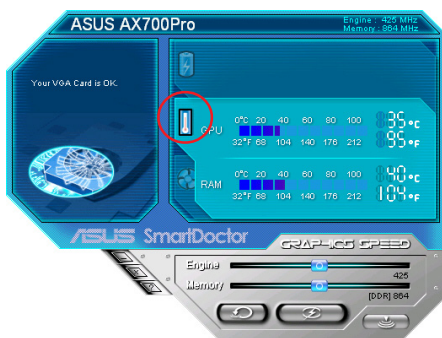 ASUS AX700Pro
Engine : 425 MHz
Memory : 864 MHz
Your VGA Card is OK.
GPU
0°C 20 40 60 80 100
32°F 68 104 140 176 212
35 °C
95 °F
RAM
0°C 20 40 60 80 100
32°F 68 104 140 176 212
40 °C
104 °F
ASUS SmartDoctor
GRAPHICS SPEED
Engine
425
Memory
[DDR] 864